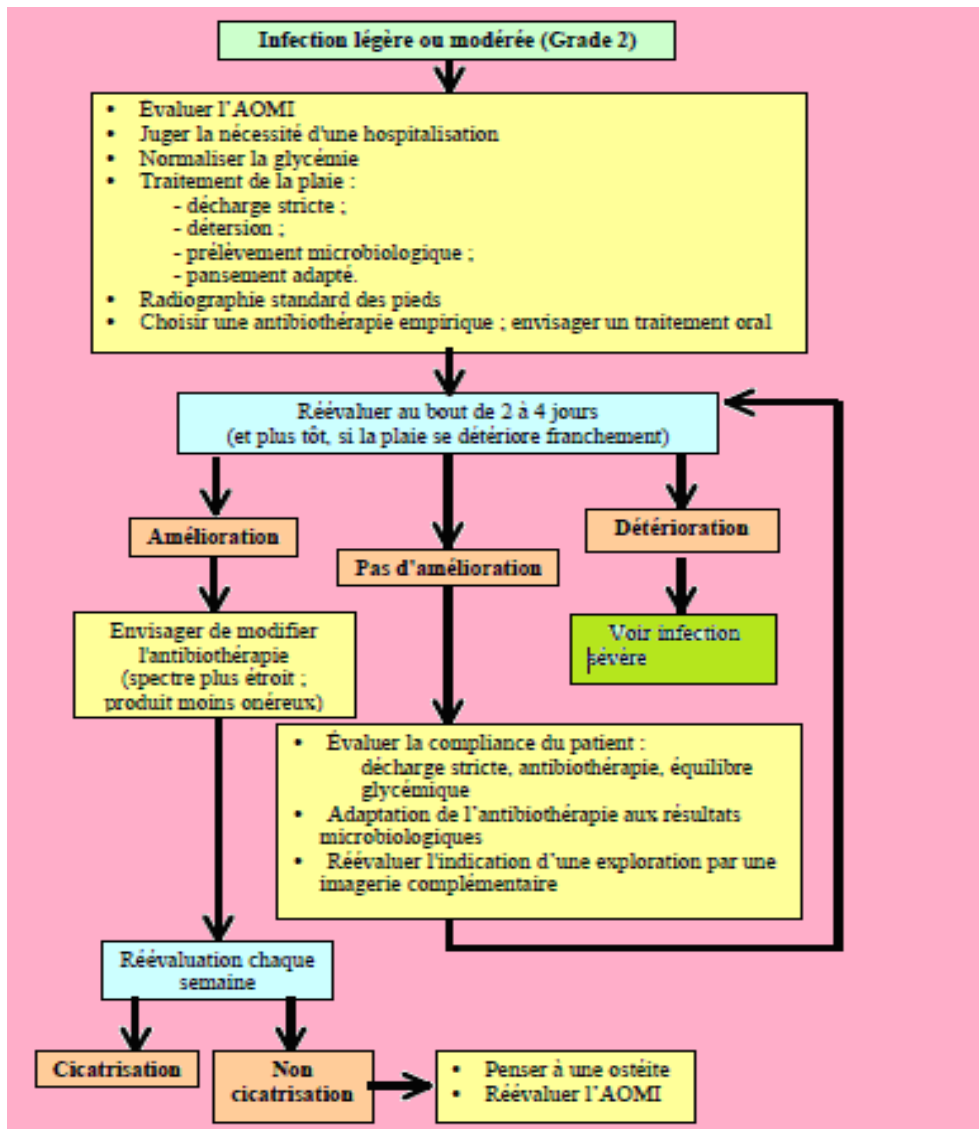 Infection légère ou modérée (Grade 2)
• Évaluer l'AOMI
• Juger la nécessité d'une hospitalisation
• Normaliser la glycémie
• Traitement de la plaie :
- décharge stricte ;
- détersion ;
- prélèvement microbiologique ;
- pansement adapté.
• Radiographie standard des pieds
• Choisir une antibiothérapie empirique ; envisager un traitement oral
Réévaluer au bout de 2 à 4 jours
(et plus tôt, si la plaie se détériore franchement)
Amélioration
Pas d'amélioration
Détérioration
Envisager de modifier
l'antibiothérapie
(spectre plus étroit ;
produit moins onéreux)
Voir infection
sévère
• Évaluer la compliance du patient :
décharge stricte, antibiothérapie, équilibre
glycémique
• Adaptation de l'antibiothérapie aux résultats
microbiologiques
• Réévaluer l'indication d'une exploration par une
imagerie complémentaire
Réévaluation chaque
semaine
Cicatrisation
Non
cicatrisation
• Penser à une ostéite
• Réévaluer l'AOMI